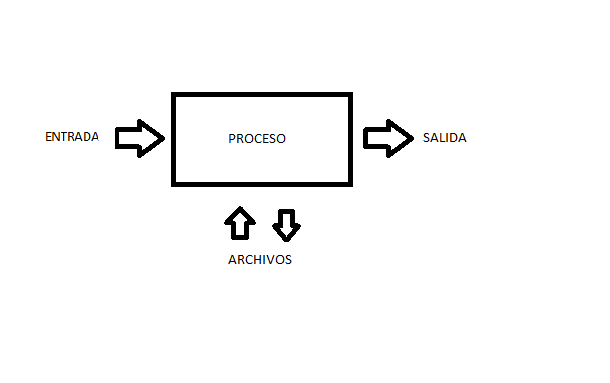 ENTRADA
PROCESO
SALIDA
ARCHIVOS